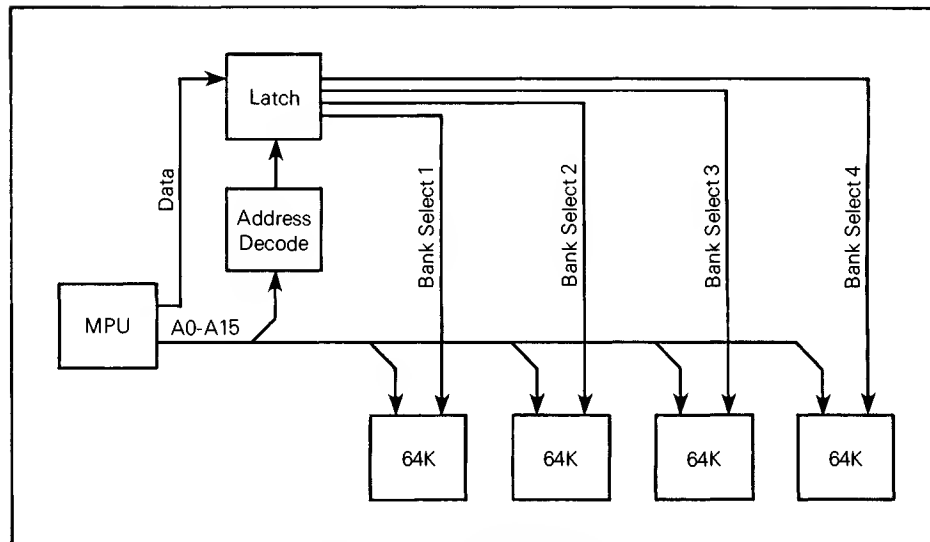 Latch
Data
Address
Decode
Bank Select 1
Bank Select 2
Bank Select 3
Bank Select 4
MPU
A0-A15
64K
64K
64K
64K